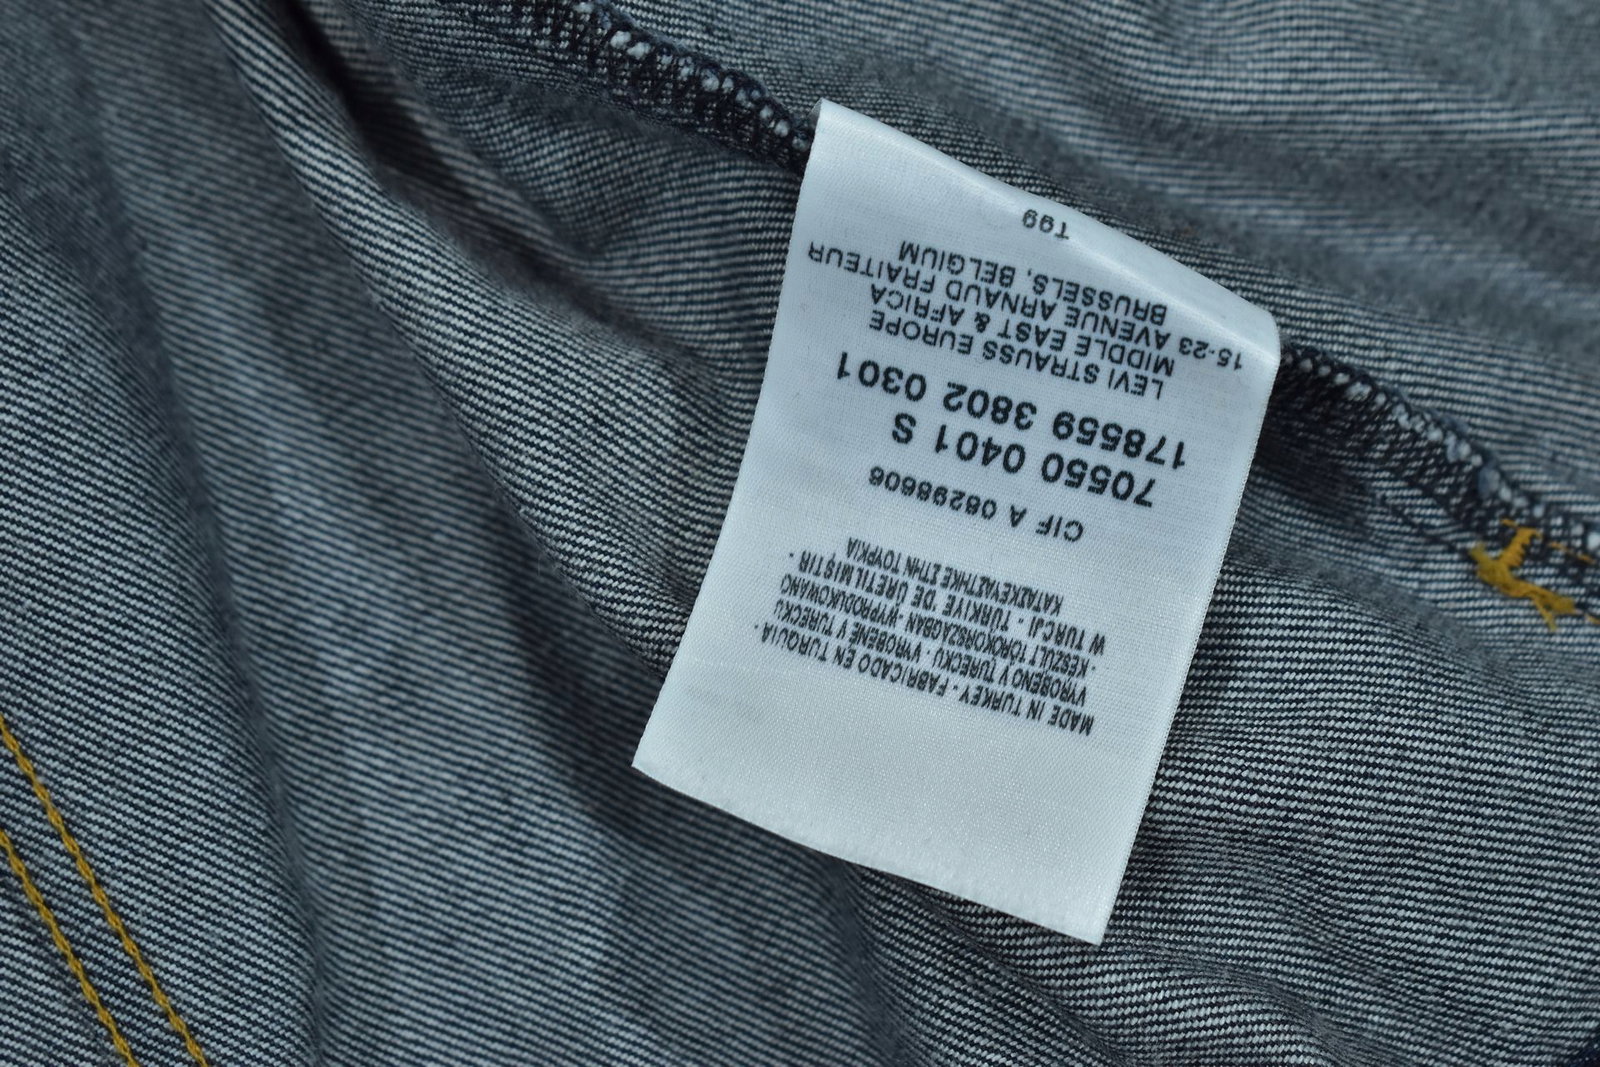 MADE IN TURKEY - FABRICADO EN TURQUIA -
VYROBENO V TURECKU - VYROBENÉ V TURECKU
- KESZULT TÖRÖKORSZAGBAN - WYPRODUKOWANO
W TURCJI - TÜRKIYE 'DE ÜRETILMIŞTIR -
ΚΑΤΑΣΚΕΥΑΣΤΗΚΕ ΣΤΗΝ ΤΟΥΡΚΙΑ
CIF A 08298606
70550 0401 S
178559 3802 0301
LEVI STRAUSS EUROPE
MIDDLE EAST & AFRICA
15-23 AVENUE ARNAUD FRAITEUR
BRUSSELS, BELGIUM
T99